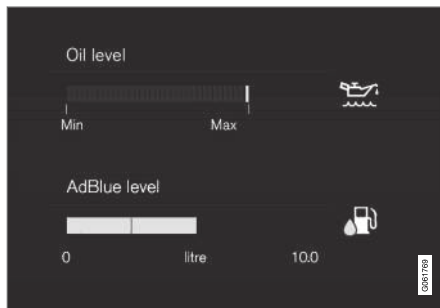 Oil level
Min Max
AdBlue level
0 litre 10.0
G061769